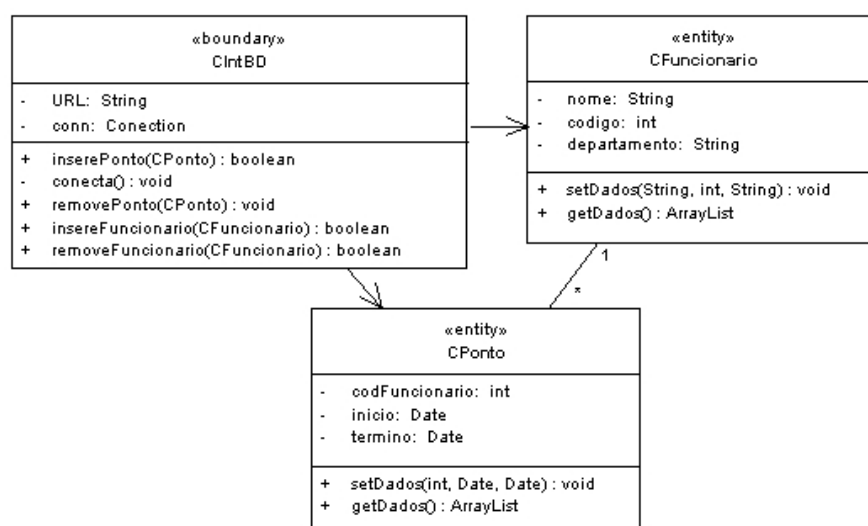 «boundary»
CIntBD
- URL: String
- conn: Conection
+ inserePonto(CPonto) : boolean
- conecta() : void
+ removePonto(CPonto) : void
+ insereFuncionario(CFuncionario) : boolean
+ removeFuncionario(CFuncionario) : boolean
«entity»
CFuncionario
- nome: String
- codigo: int
- departamento: String
+ setDados(String, int, String) : void
+ getDados() : ArrayList
1
*
«entity»
CPonto
- codFuncionario: int
- inicio: Date
- termino: Date
+ setDados(int, Date, Date) : void
+ getDados() : ArrayList